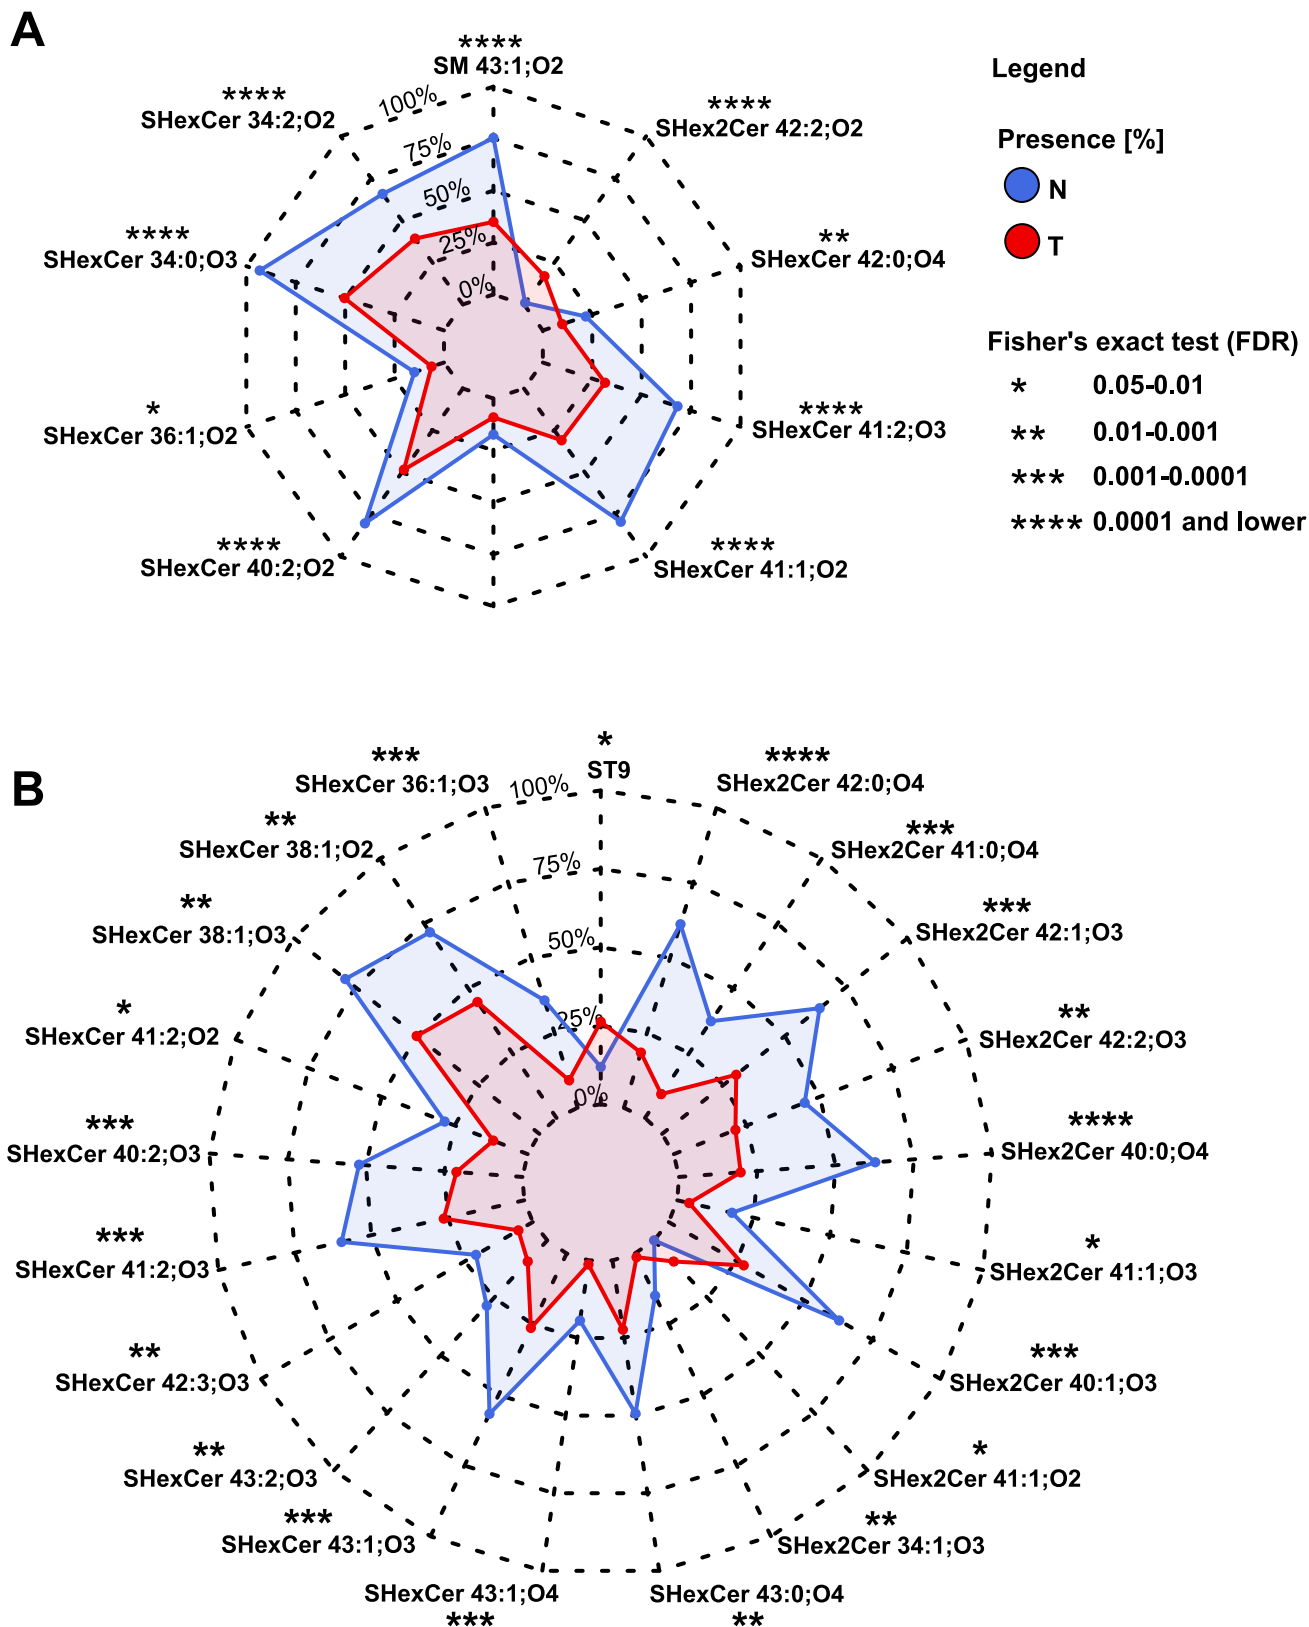 A
****
SM 43:1;O2
****
SHexCer 34:2;O2
100%
****
SHex2Cer 42:2;O2
75%
50%
25%
0%
****
SHexCer 34:0;O3
**
SHexCer 42:0;O4
*
SHexCer 36:1;O2
****
SHexCer 41:2;O3
****
SHexCer 40:2;O2
****
SHexCer 41:1;O2
Legend
Presence [%]
N
T
Fisher's exact test (FDR)
* 0.05-0.01
** 0.01-0.001
*** 0.001-0.0001
**** 0.0001 and lower
B
*
ST9
***
SHexCer 36:1;O3
100%
****
SHex2Cer 42:0;O4
**
SHexCer 38:1;O2
***
SHex2Cer 41:0;O4
75%
**
SHexCer 38:1;O3
***
SHex2Cer 42:1;O3
50%
25%
0%
*
SHexCer 41:2;O2
**
SHex2Cer 42:2;O3
***
SHexCer 40:2;O3
****
SHex2Cer 40:0;O4
***
SHexCer 41:2;O3
*
SHex2Cer 41:1;O3
**
SHexCer 42:3;O3
***
SHex2Cer 40:1;O3
**
SHexCer 43:2;O3
*
SHex2Cer 41:1;O2
***
SHexCer 43:1;O3
**
SHex2Cer 34:1;O3
SHexCer 43:1;O4
***
SHexCer 43:0;O4
**